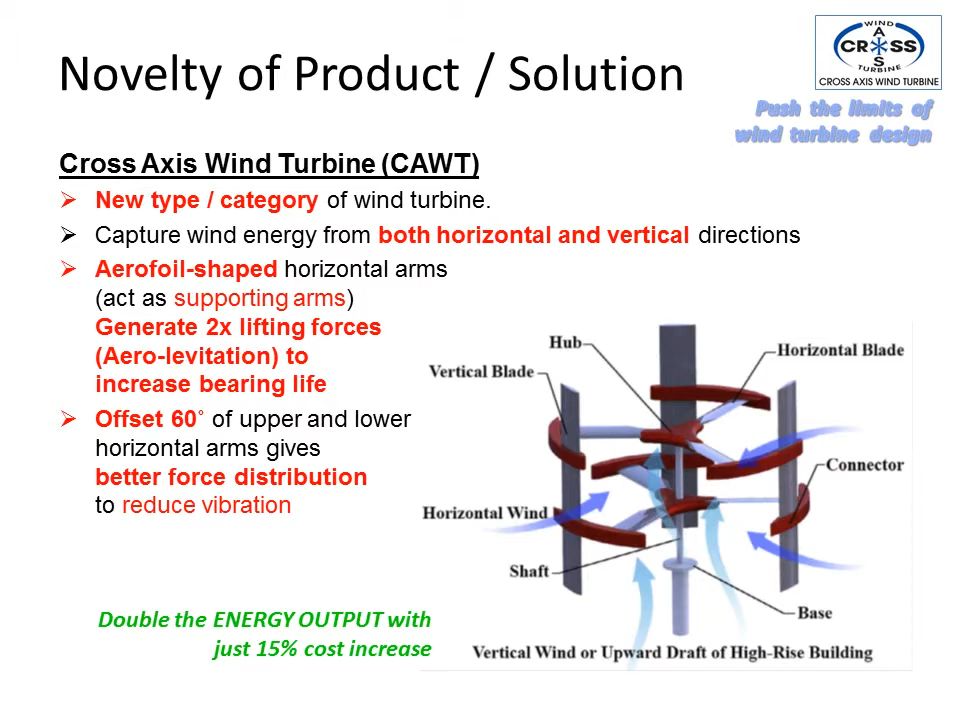 Novelty of Product / Solution
WIND
A
CROSS
S
TURBINE
CROSS AXIS WIND TURBINE
Push the limits of
wind turbine design
Cross Axis Wind Turbine (CAWT)
New type / category of wind turbine.
Capture wind energy from both horizontal and vertical directions
Aerofoil-shaped horizontal arms
(act as supporting arms)
Generate 2x lifting forces
(Aero-levitation) to
increase bearing life
Offset 60˚ of upper and lower
horizontal arms gives
better force distribution
to reduce vibration
Hub
Horizontal Blade
Vertical Blade
Connector
Horizontal Wind
Shaft
Base
Vertical Wind or Upward Draft of High-Rise Building
Double the ENERGY OUTPUT with
just 15% cost increase